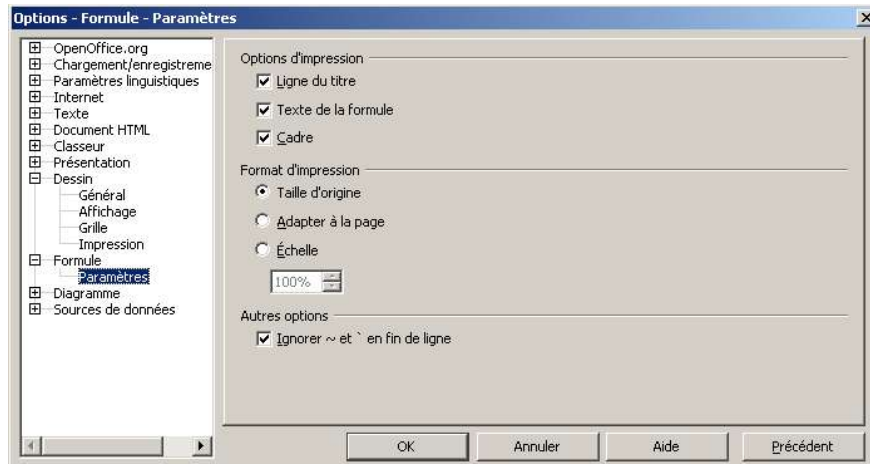 Options - Formule - Paramètres
OpenOffice.org
Chargement/enregistreme
Paramètres linguistiques
Internet
Texte
Document HTML
Classeur
Présentation
Dessin
Général
Affichage
Grille
Impression
Formule
Paramètres
Diagramme
Sources de données
Options d'impression
Ligne du titre
Texte de la formule
Cadre
Format d'impression
Taille d'origine
Adapter à la page
Échelle
100%
Autres options
Ignorer ~ et ` en fin de ligne
OK
Annuler
Aide
Précédent